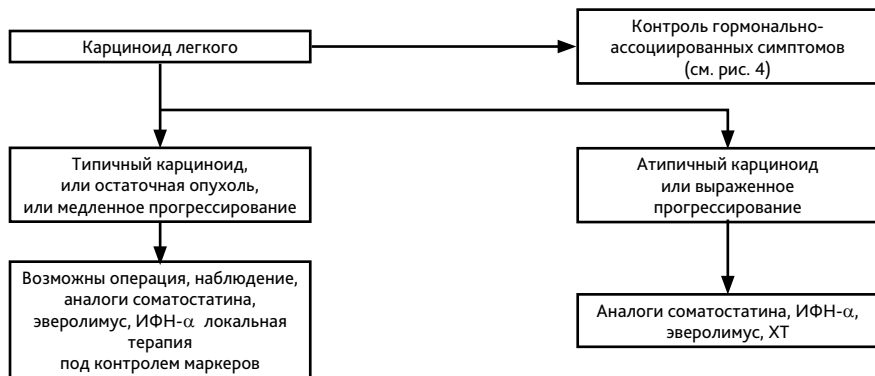 Карциноид легкого
Контроль гормонально-
ассоциированных симптомов
(см. рис. 4)
Типичный карциноид,
или остаточная опухоль,
или медленное прогрессирование
Атипичный карциноид
или выраженное
прогрессирование
Возможны операция, наблюдение,
аналоги соматостатина,
эверолимус, ИФН-α локальная
терапия
под контролем маркеров
Аналоги соматостатина, ИФН-α,
эверолимус, ХТ